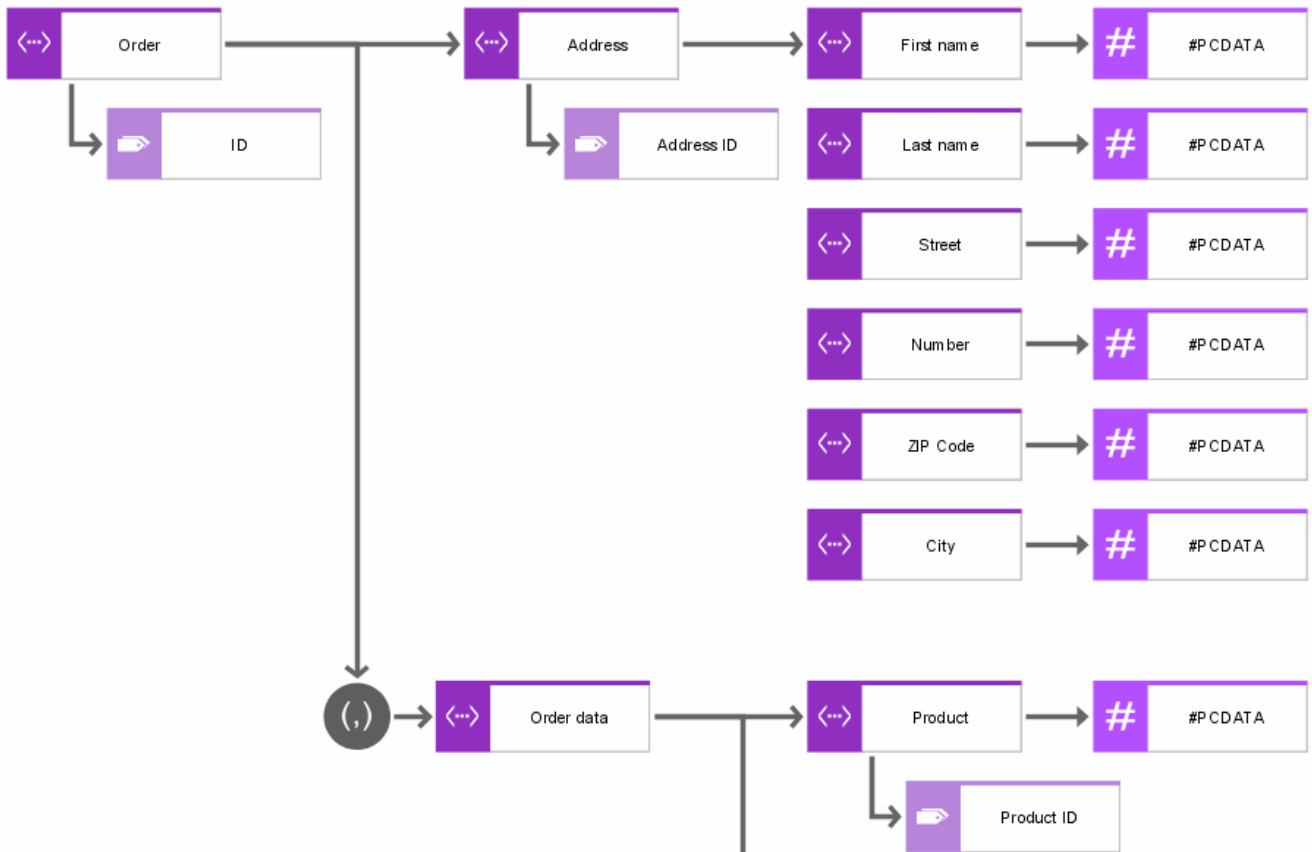 Order
Address
First name
# #PCDATA
ID
Address ID
Last name
# #PCDATA
Street
# #PCDATA
Number
# #PCDATA
ZIP Code
# #PCDATA
City
# #PCDATA
(,)
Order data
Product
# #PCDATA
Product ID